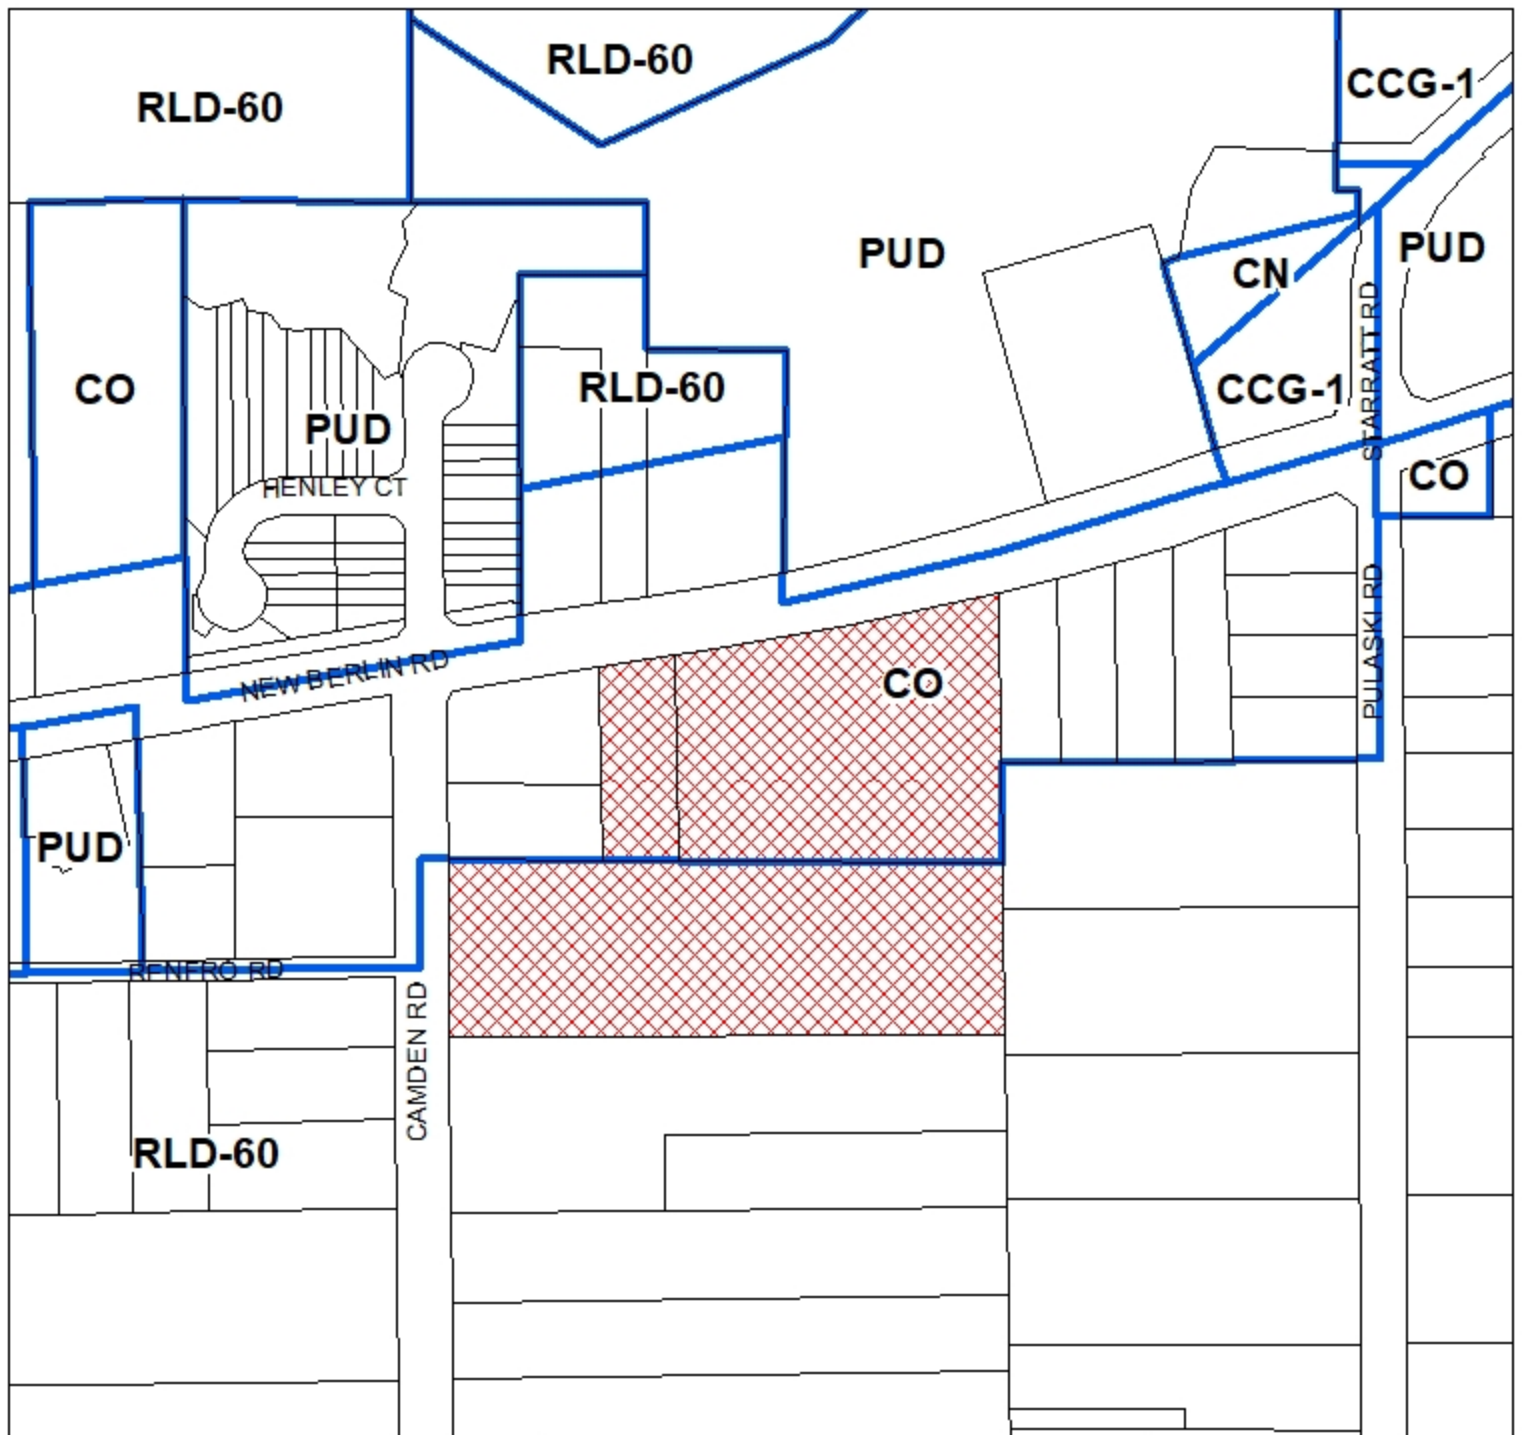 RLD-60
RLD-60
CCG-1
PUD
PUD
CN
CO
RLD-60
CCG-1
STARRATT RD
PUD
HENLEY CT
CO
NEW BERLIN RD
CO
PULASKI RD
PUD
RENFRO RD
CAMDEN RD
RLD-60